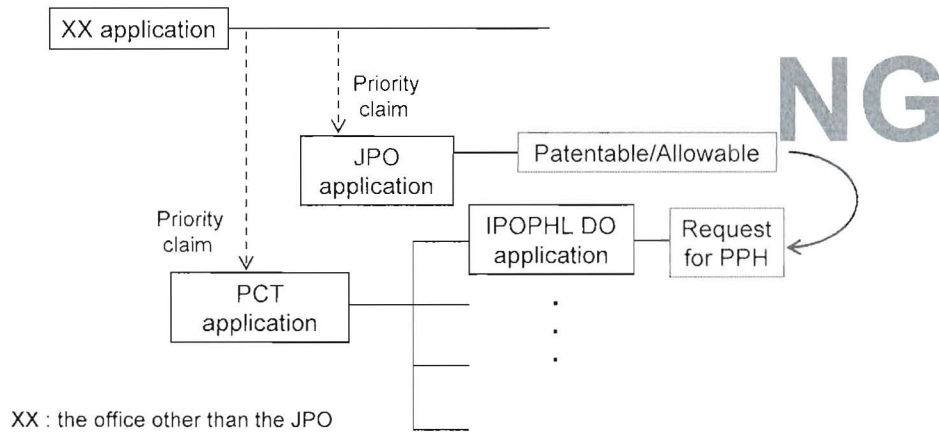 XX application
NG
Priority
claim
JPO
application
Patentable/Allowable
Priority
claim
IPOPHL DO
application
Request
for PPH
PCT
application
XX : the office other than the JPO